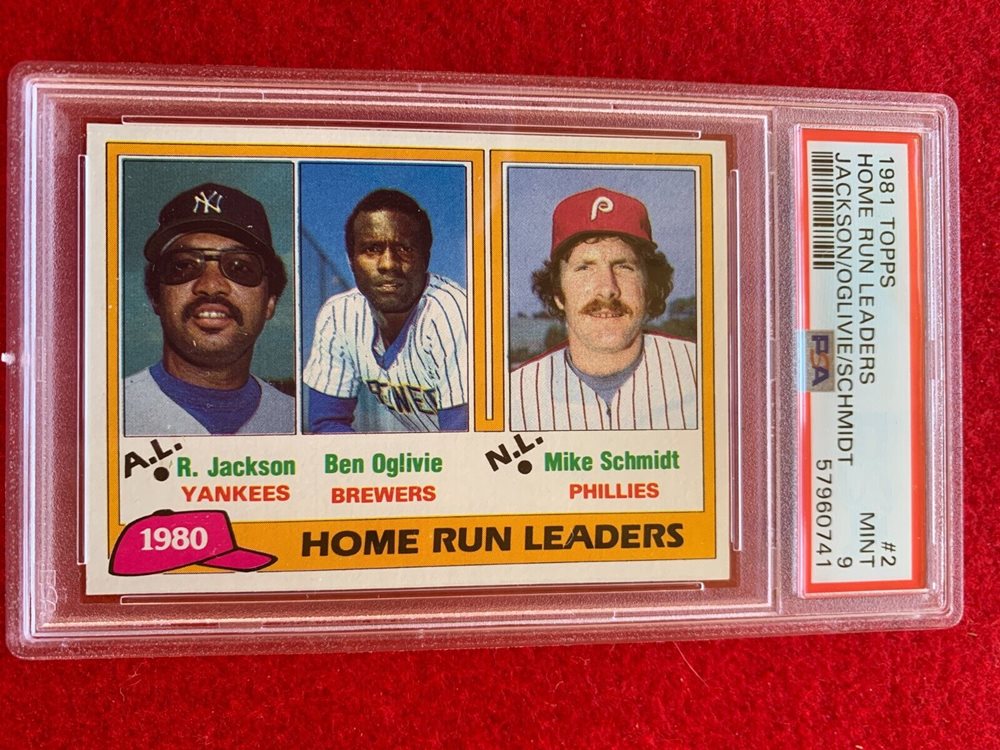 NY
P
A.L.
R. Jackson
YANKEES
Ben Oglivie
BREWERS
N.L.
Mike Schmidt
PHILLIES
1980
HOME RUN LEADERS
1981 TOPPS #2
HOME RUN LEADERS MINT
JACKSON/OGLIVIE/SCHMIDT 9
57960741
PSA